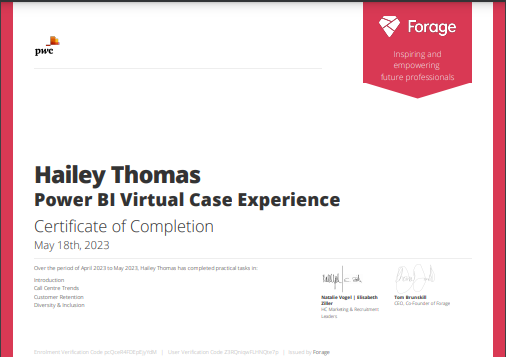 pwc
Forage
Inspiring and
empowering
future professionals
Hailey Thomas
Power BI Virtual Case Experience
Certificate of Completion
May 18th, 2023
Over the period of April 2023 to May 2023, Hailey Thomas has completed practical tasks in:
Introduction
Call Centre Trends
Customer Retention
Diversity & Inclusion
Natalie Vogel | Elisabeth
Ziller
HC Marketing & Recruitment
Leaders
Tom Brunskill
CEO, Co-Founder of Forage
Enrolment Verification Code | User Verification Code | Issued by Forage